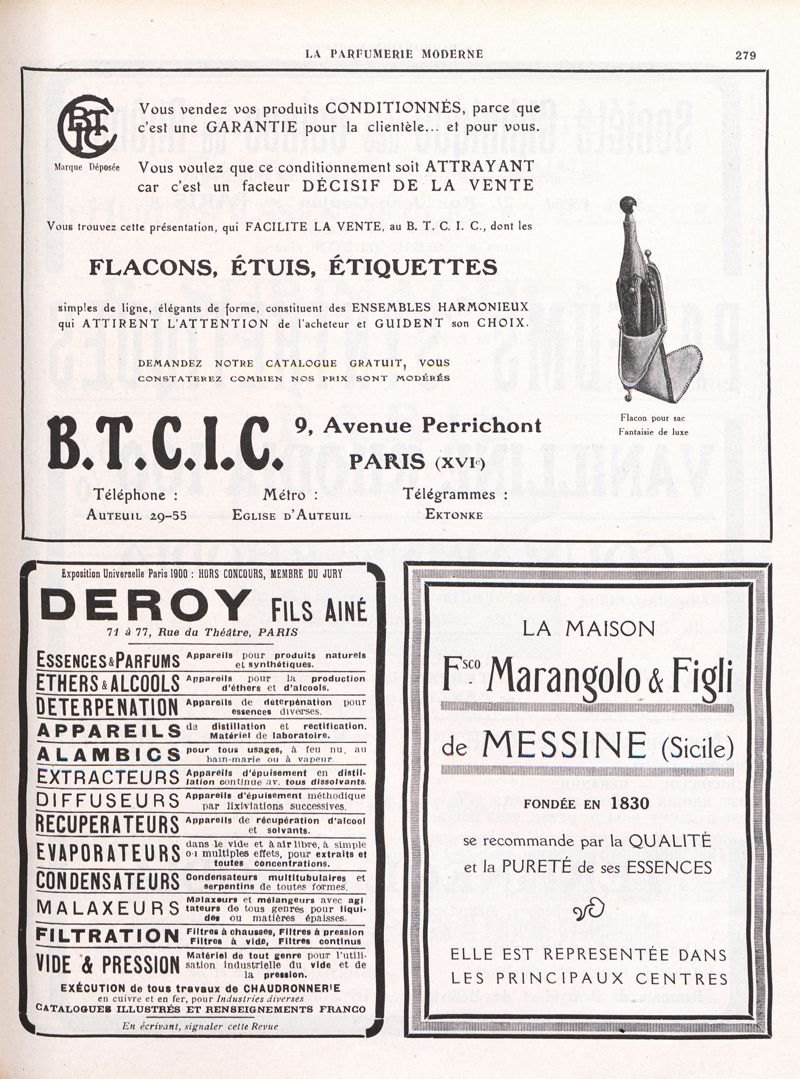 LA PARFUMERIE MODERNE
279
BTCIC
Marque Déposée
Vous vendez vos produits CONDITIONNÉS, parce que
c'est une GARANTIE pour la clientèle... et pour vous.
Vous voulez que ce conditionnement soit ATTRAYANT
car c'est un facteur DÉCISIF DE LA VENTE
Vous trouvez cette présentation, qui FACILITE LA VENTE, au B. T. C. I. C., dont les
FLACONS, ÉTUIS, ÉTIQUETTES
simples de ligne, élégants de forme, constituent des ENSEMBLES HARMONIEUX
qui ATTIRENT L'ATTENTION de l'acheteur et GUIDENT son CHOIX.
DEMANDEZ NOTRE CATALOGUE GRATUIT, VOUS
CONSTATEREZ COMBIEN NOS PRIX SONT MODÉRÉS
Flacon pour sac
Fantaisie de luxe
B.T.C.I.C.
9, Avenue Perrichont
PARIS (XVIe)
Téléphone :
AUTEUIL 29-55
Métro :
EGLISE D'AUTEUIL
Télégrammes :
EKTONKE
Exposition Universelle Paris 1900 : HORS CONCOURS, MEMBRE DU JURY
DEROY FILS AINÉ
71 à 77, Rue du Théâtre, PARIS
ESSENCES & PARFUMS Appareils pour produits naturels
et synthétiques.
ETHERS & ALCOOLS Appareils pour la production
d'éthers et d'alcools.
DETERPENATION Appareils de déterpénation pour
essences diverses.
APPAREILS de distillation et rectification.
Matériel de laboratoire.
ALAMBICS pour tous usages, à feu nu, au
bain-marie ou à vapeur.
EXTRACTEURS Appareils d'épuisement en distil-
lation continue av. tous dissolvants.
DIFFUSEURS Appareils d'épuisement méthodique
par lixiviations successives.
RECUPERATEURS Appareils de récupération d'alcool
et solvants.
EVAPORATEURS dans le vide et à air libre, à simple
ou multiples effets, pour extraits et
toutes concentrations.
CONDENSATEURS Condensateurs multitubulaires et
serpentins de toutes formes.
MALAXEURS Malaxeurs et mélangeurs avec agi
tateurs de tous genres pour liqui-
des ou matières épaisses.
FILTRATION Filtres à chausses, Filtres à pression
Filtres à vide, Filtres continus
VIDE & PRESSION Matériel de tout genre pour l'utili-
sation industrielle du vide et de
la pression.
EXÉCUTION de tous travaux de CHAUDRONNERIE
en cuivre et en fer, pour Industries diverses
CATALOGUES ILLUSTRÉS ET RENSEIGNEMENTS FRANCO
En écrivant, signaler cette Revue
LA MAISON
Fsco Marangolo & Figli
de MESSINE (Sicile)
FONDÉE EN 1830
se recommande par la QUALITÉ
et la PURETÉ de ses ESSENCES
ELLE EST REPRESENTÉE DANS
LES PRINCIPAUX CENTRES